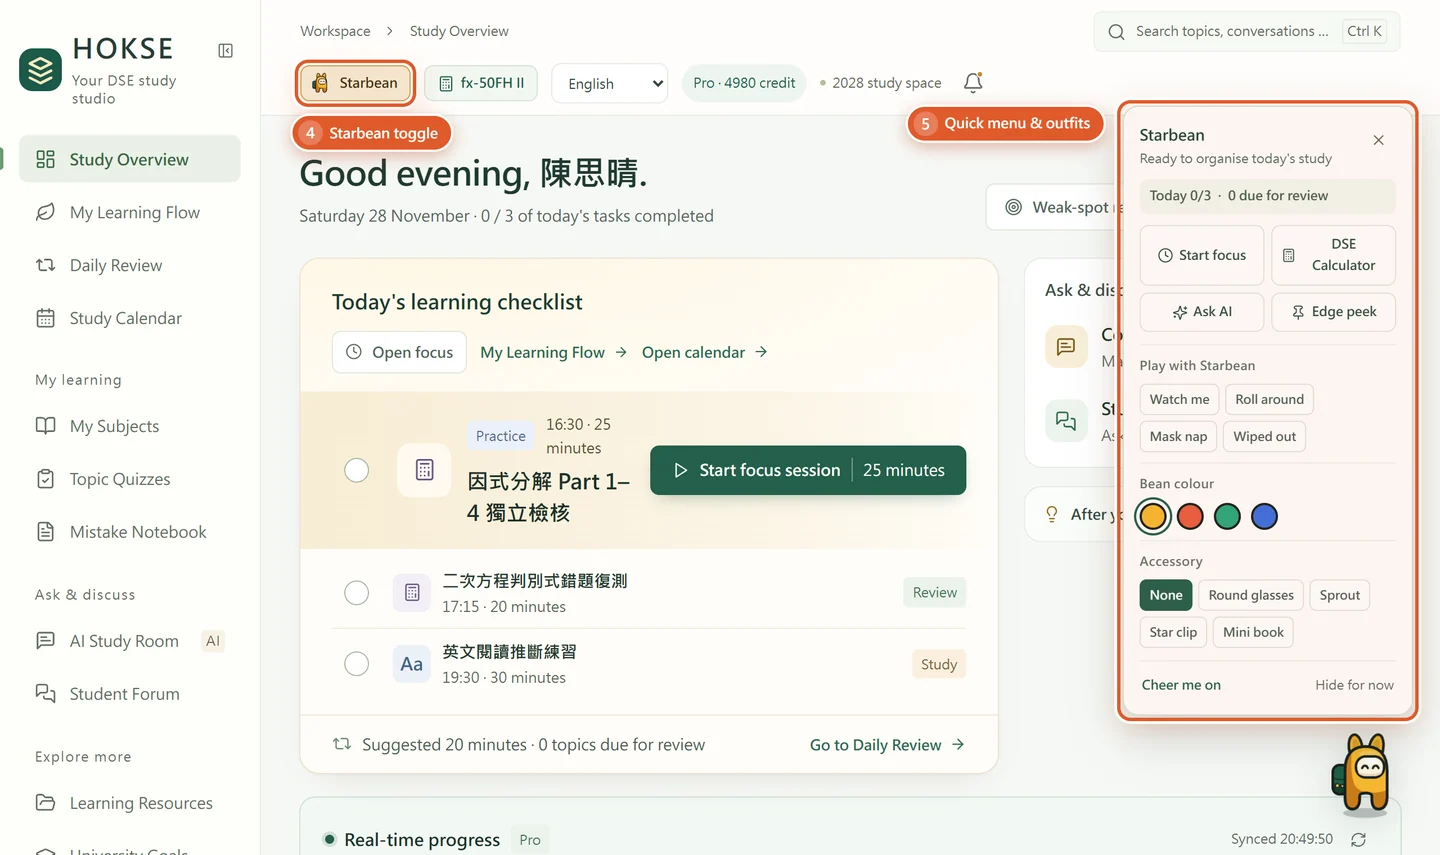 HOKSE
Your DSE study
studio
Study Overview
My Learning Flow
Daily Review
Study Calendar
My learning
My Subjects
Topic Quizzes
Mistake Notebook
Ask & discuss
AI Study Room AI
Student Forum
Explore more
Learning Resources
Workspace > Study Overview
Search topics, conversations ... Ctrl K
Starbean
fx-50FH II
English
Pro · 4980 credit
2028 study space
4 Starbean toggle
5 Quick menu & outfits
Good evening, 陳思晴.
Saturday 28 November · 0 / 3 of today's tasks completed
Weak-spot
Today's learning checklist
Open focus
My Learning Flow →
Open calendar →
Practice
16:30 · 25
minutes
因式分解 Part 1–
4 獨立檢核
Start focus session 25 minutes
二次方程判別式錯題復測
17:15 · 20 minutes
Review
Aa
英文閱讀推斷練習
19:30 · 30 minutes
Study
Suggested 20 minutes · 0 topics due for review
Go to Daily Review →
Ask & dis
After
Starbean
Ready to organise today's study
Today 0/3 · 0 due for review
Start focus
DSE
Calculator
Ask AI
Edge peek
Play with Starbean
Watch me
Roll around
Mask nap
Wiped out
Bean colour
Accessory
None
Round glasses
Sprout
Star clip
Mini book
Cheer me on
Hide for now
Real-time progress Pro
Synced 20:49:50